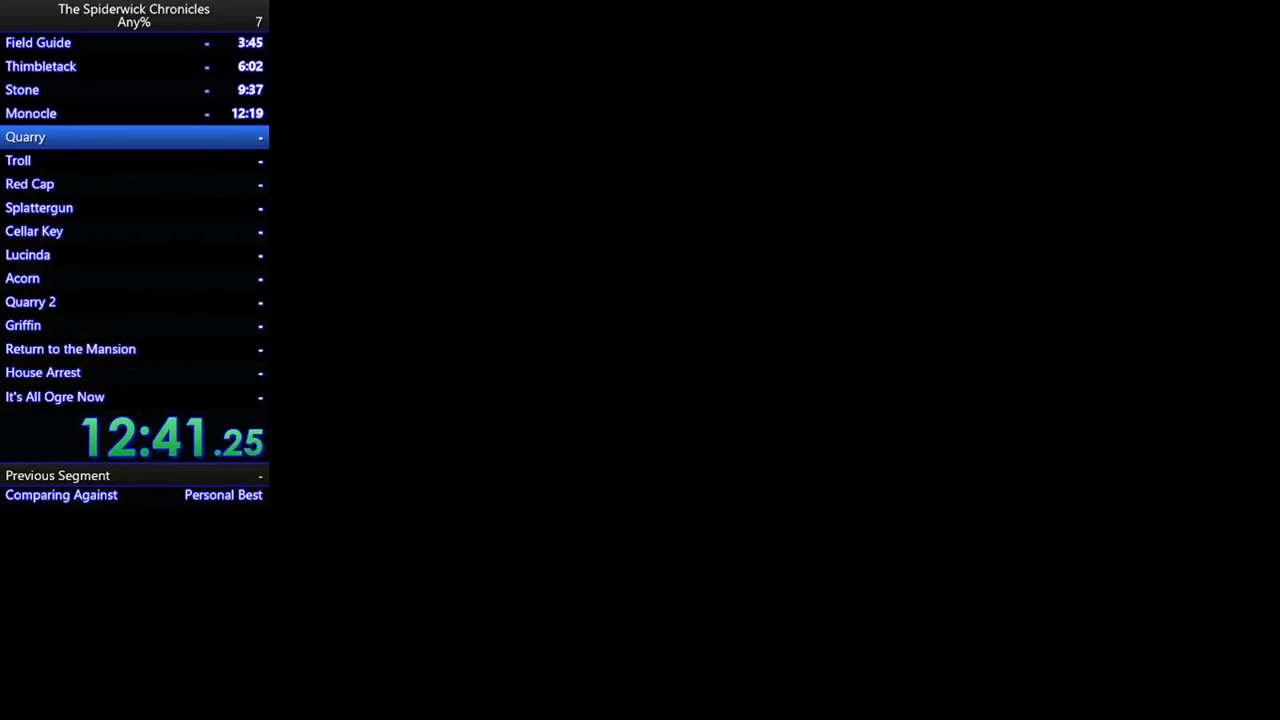 The Spiderwick Chronicles
Any% 7
Field Guide - 3:45
Thimbletack - 6:02
Stone - 9:37
Monocle - 12:19
Quarry -
Troll -
Red Cap -
Splattergun -
Cellar Key -
Lucinda -
Acorn -
Quarry 2 -
Griffin -
Return to the Mansion -
House Arrest -
It's All Ogre Now -
12:41.25
Previous Segment -
Comparing Against Personal Best